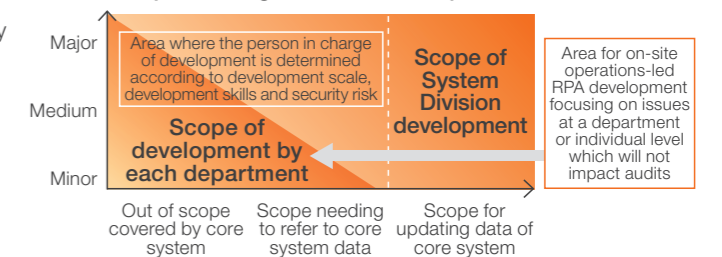 Major
Medium
Minor
Area where the person in charge
of development is determined
according to development scale,
development skills and security risk
Scope of
development by
each department
Scope of
System
Division
development
Area for on-site
operations-led
RPA development
focusing on issues
at a department
or individual level
which will not
impact audits
Out of scope
covered by core
system
Scope needing
to refer to core
system data
Scope for
updating data of
core system